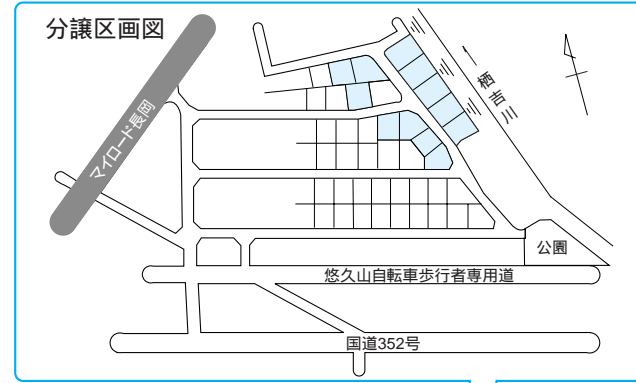 分譲区画図
マイロード長岡
栖吉川
公園
悠久山自転車歩行者専用道
国道352号